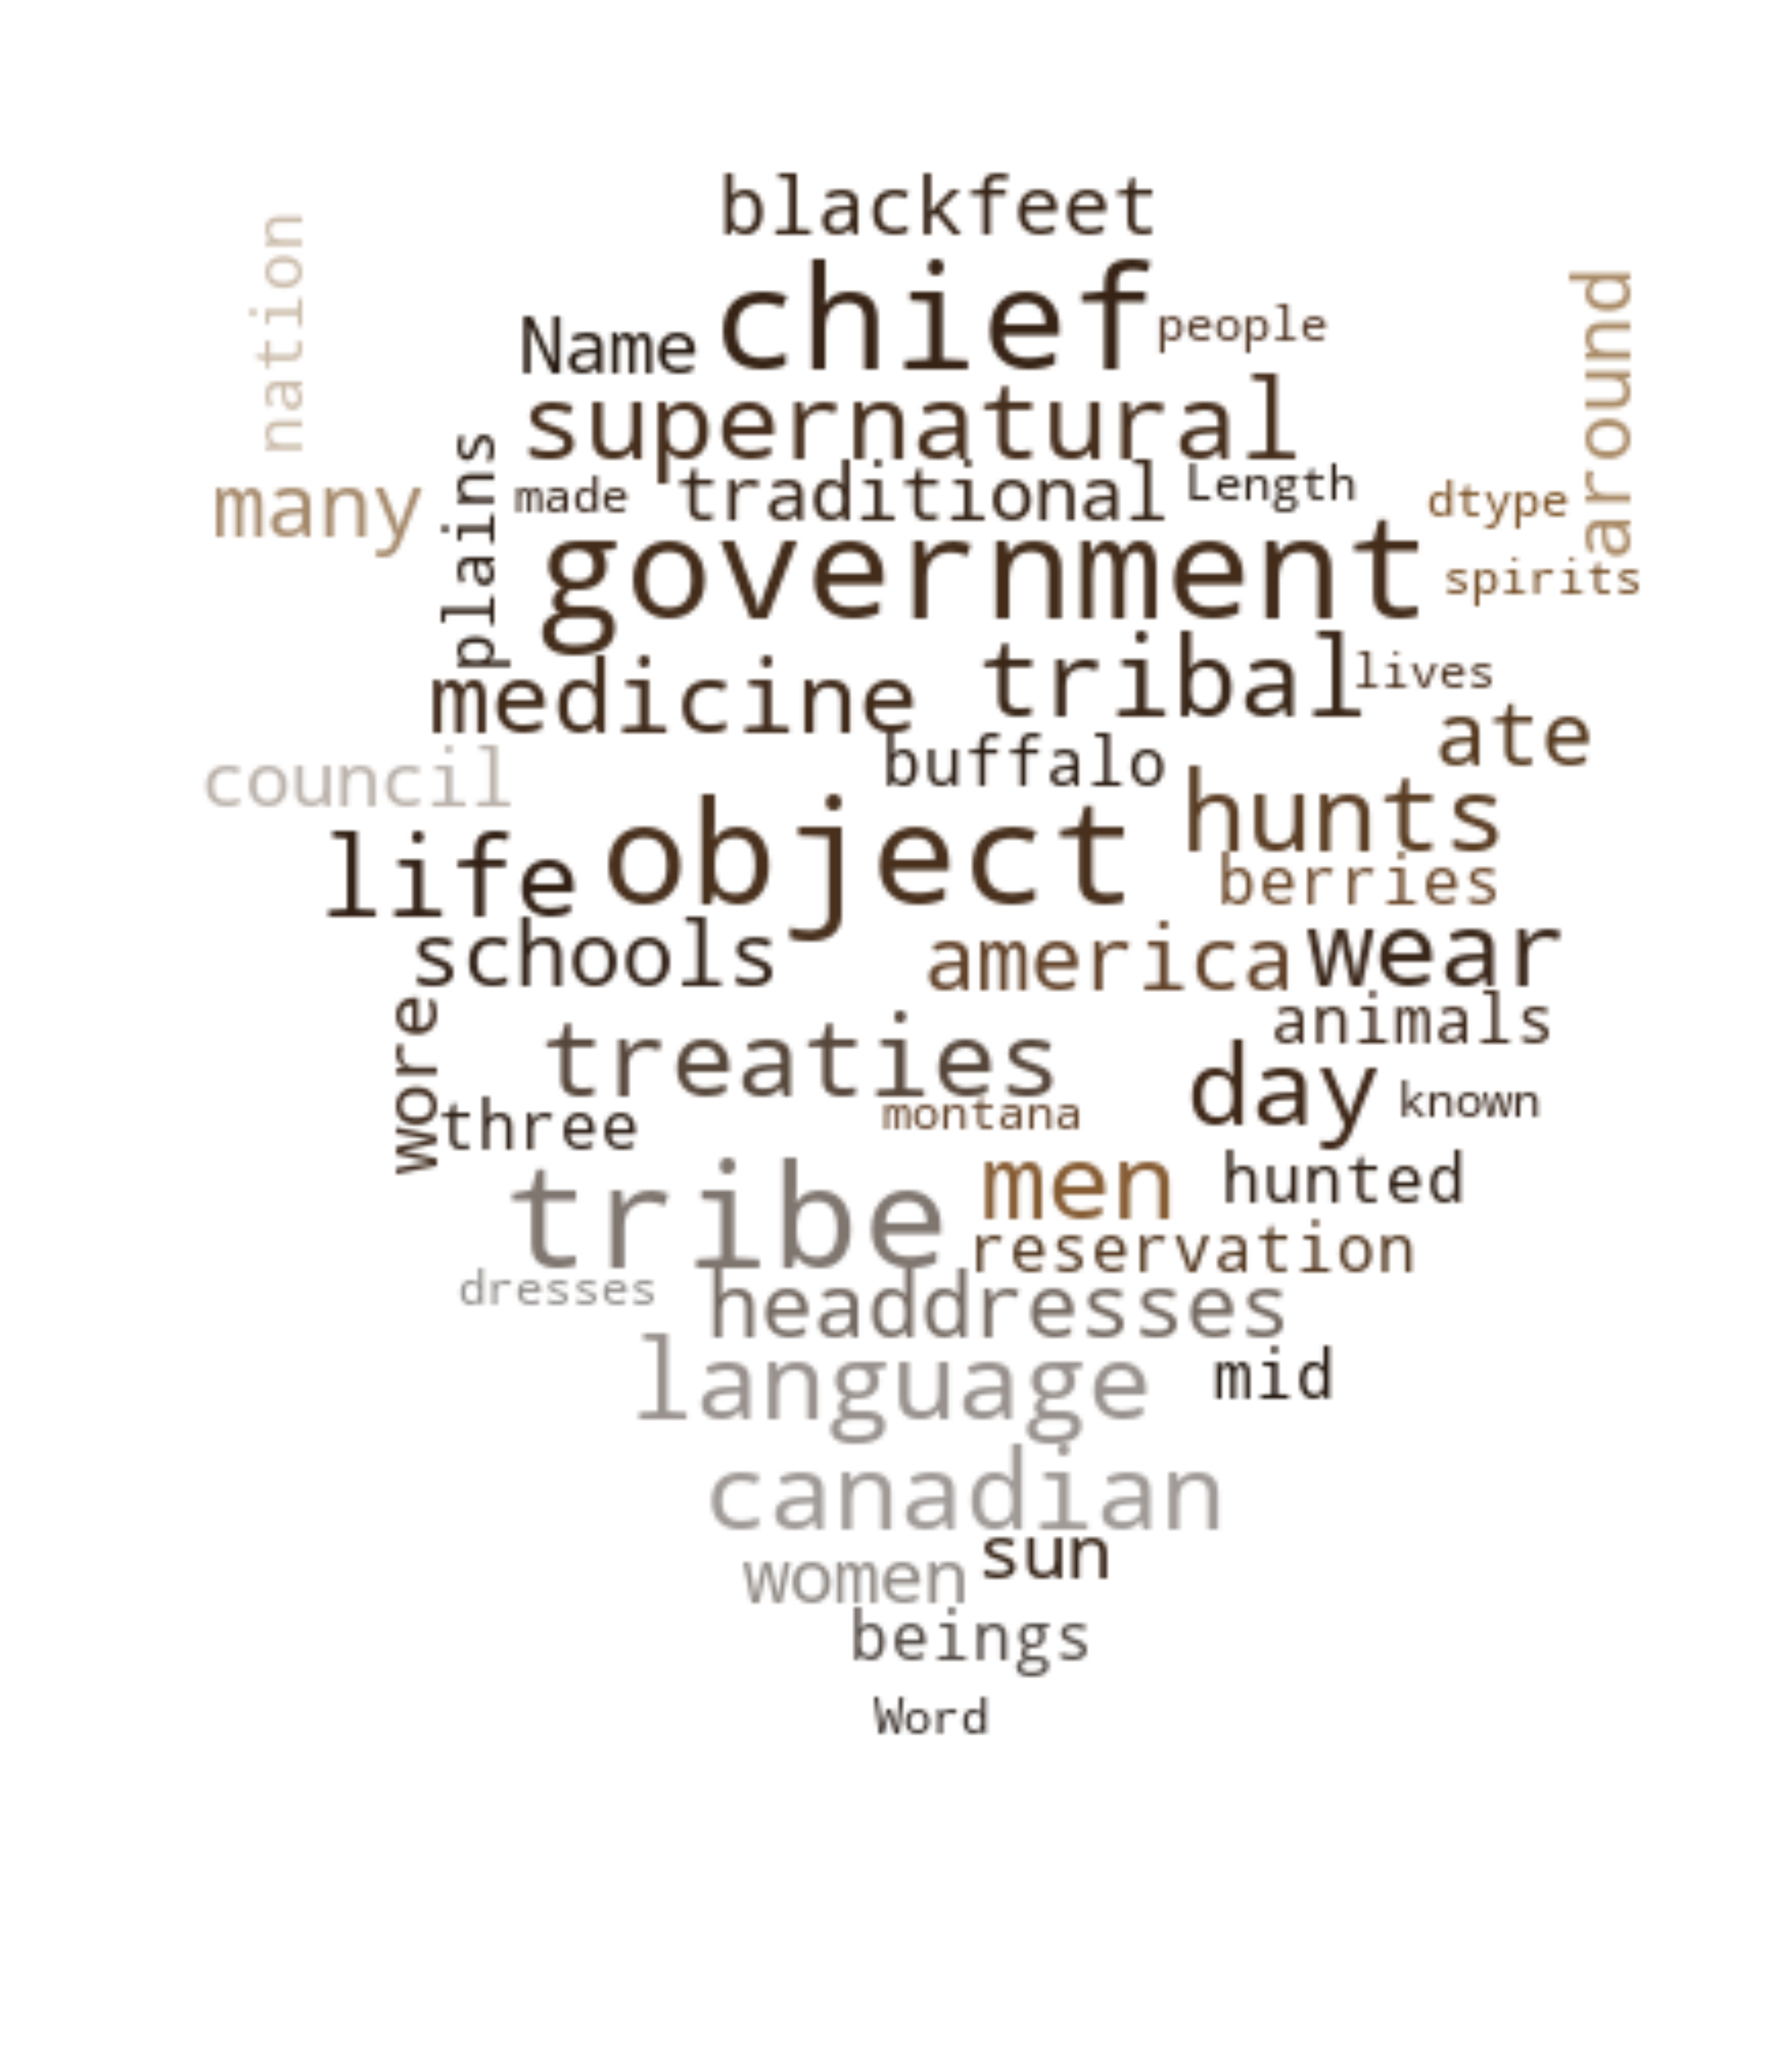 blackfeet
nation
chief
Name
people
around
supernatural
plains
made
traditional
Length
dtype
many
government
spirits
medicine
tribal
lives
ate
buffalo
council
hunts
life
object
berries
schools
america
wear
animals
wore
treaties
day
known
three
montana
tribe
men
hunted
reservation
dresses
headdresses
language
mid
canadian
sun
women
beings
Word